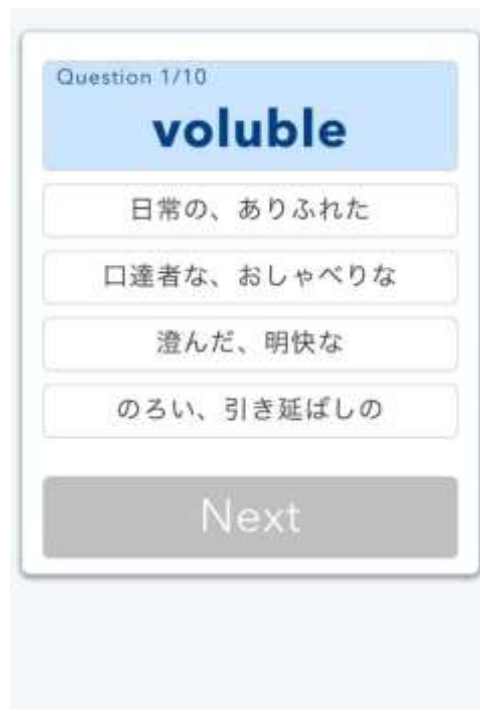 Question 1/10
voluble
日常の、ありふれた
口達者な、おしゃべりな
澄んだ、明快な
のろい、引き延ばしの
Next